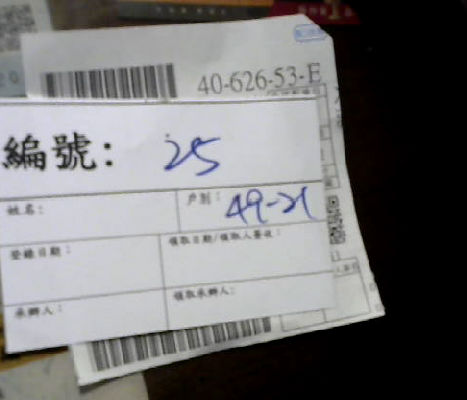 40-626-53-E
編號: 25
姓名:
戶別: 49-21
登錄日期:
領取日期/領取人簽收:
承辦人:
領取承辦人: